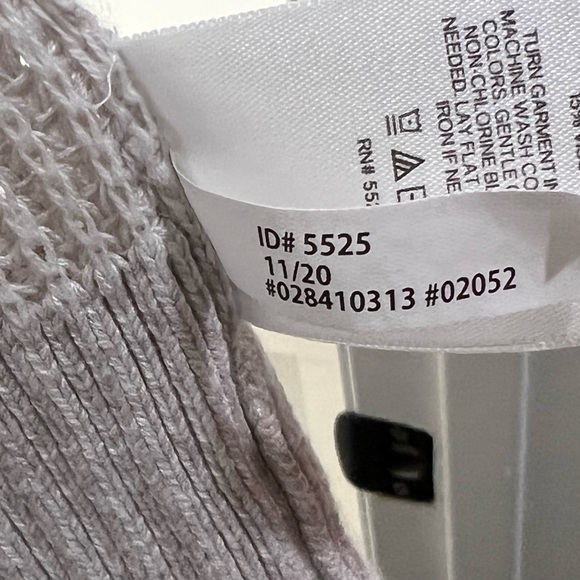 TURN GARMENT IN
MACHINE WASH CO
COLORS. GENTLE
NON-CHLORINE BL
NEEDED. LAY FLAT
IRON IF NE
RN# 55
ID# 5525
11/20
#028410313 #02052